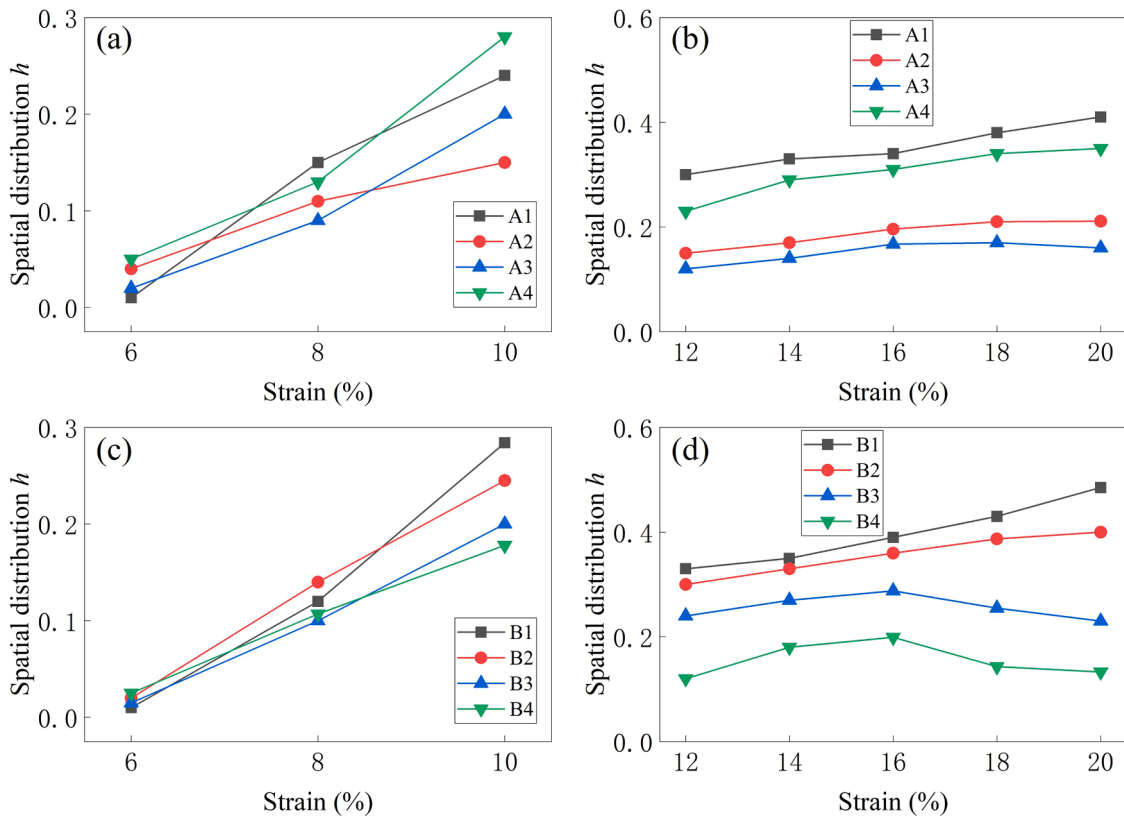 (a)
Spatial distribution h
0.3
0.2
0.1
0.0
A1
A2
A3
A4
6
8
10
Strain (%)
(b)
Spatial distribution h
0.6
0.4
0.2
0.0
A1
A2
A3
A4
12
14
16
18
20
Strain (%)
(c)
Spatial distribution h
0.3
0.2
0.1
0.0
B1
B2
B3
B4
6
8
10
Strain (%)
(d)
Spatial distribution h
0.6
0.4
0.2
0.0
B1
B2
B3
B4
12
14
16
18
20
Strain (%)